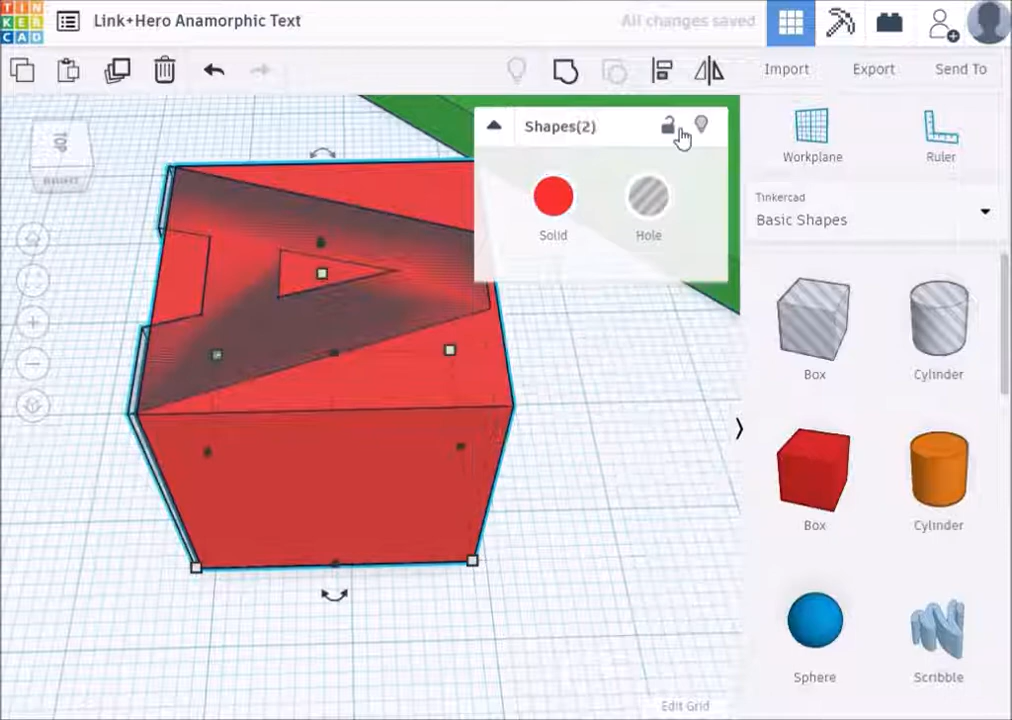 TIN
KER
CAD
Link+Hero Anamorphic Text
All changes saved
Import
Export
Send To
TOP
Shapes(2)
Solid
Hole
Workplane
Ruler
Tinkercad
Basic Shapes
Box
Cylinder
Box
Cylinder
Sphere
Scribble
Edit Grid